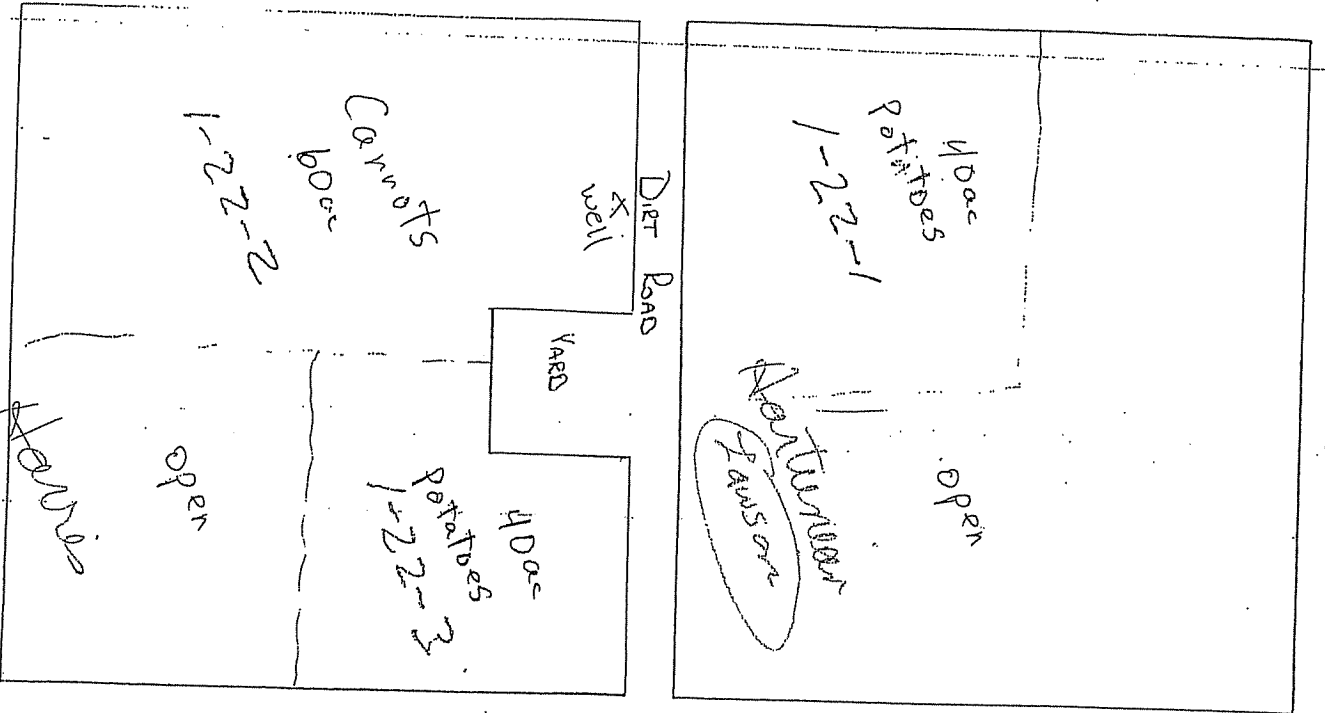 40ac
Potatoes
1-22-1
open
Lawson
DIRT ROAD
x
well
YARD
40ac
Potatoes
1-22-3
Carrots
60ac
1-22-2
open
Harris